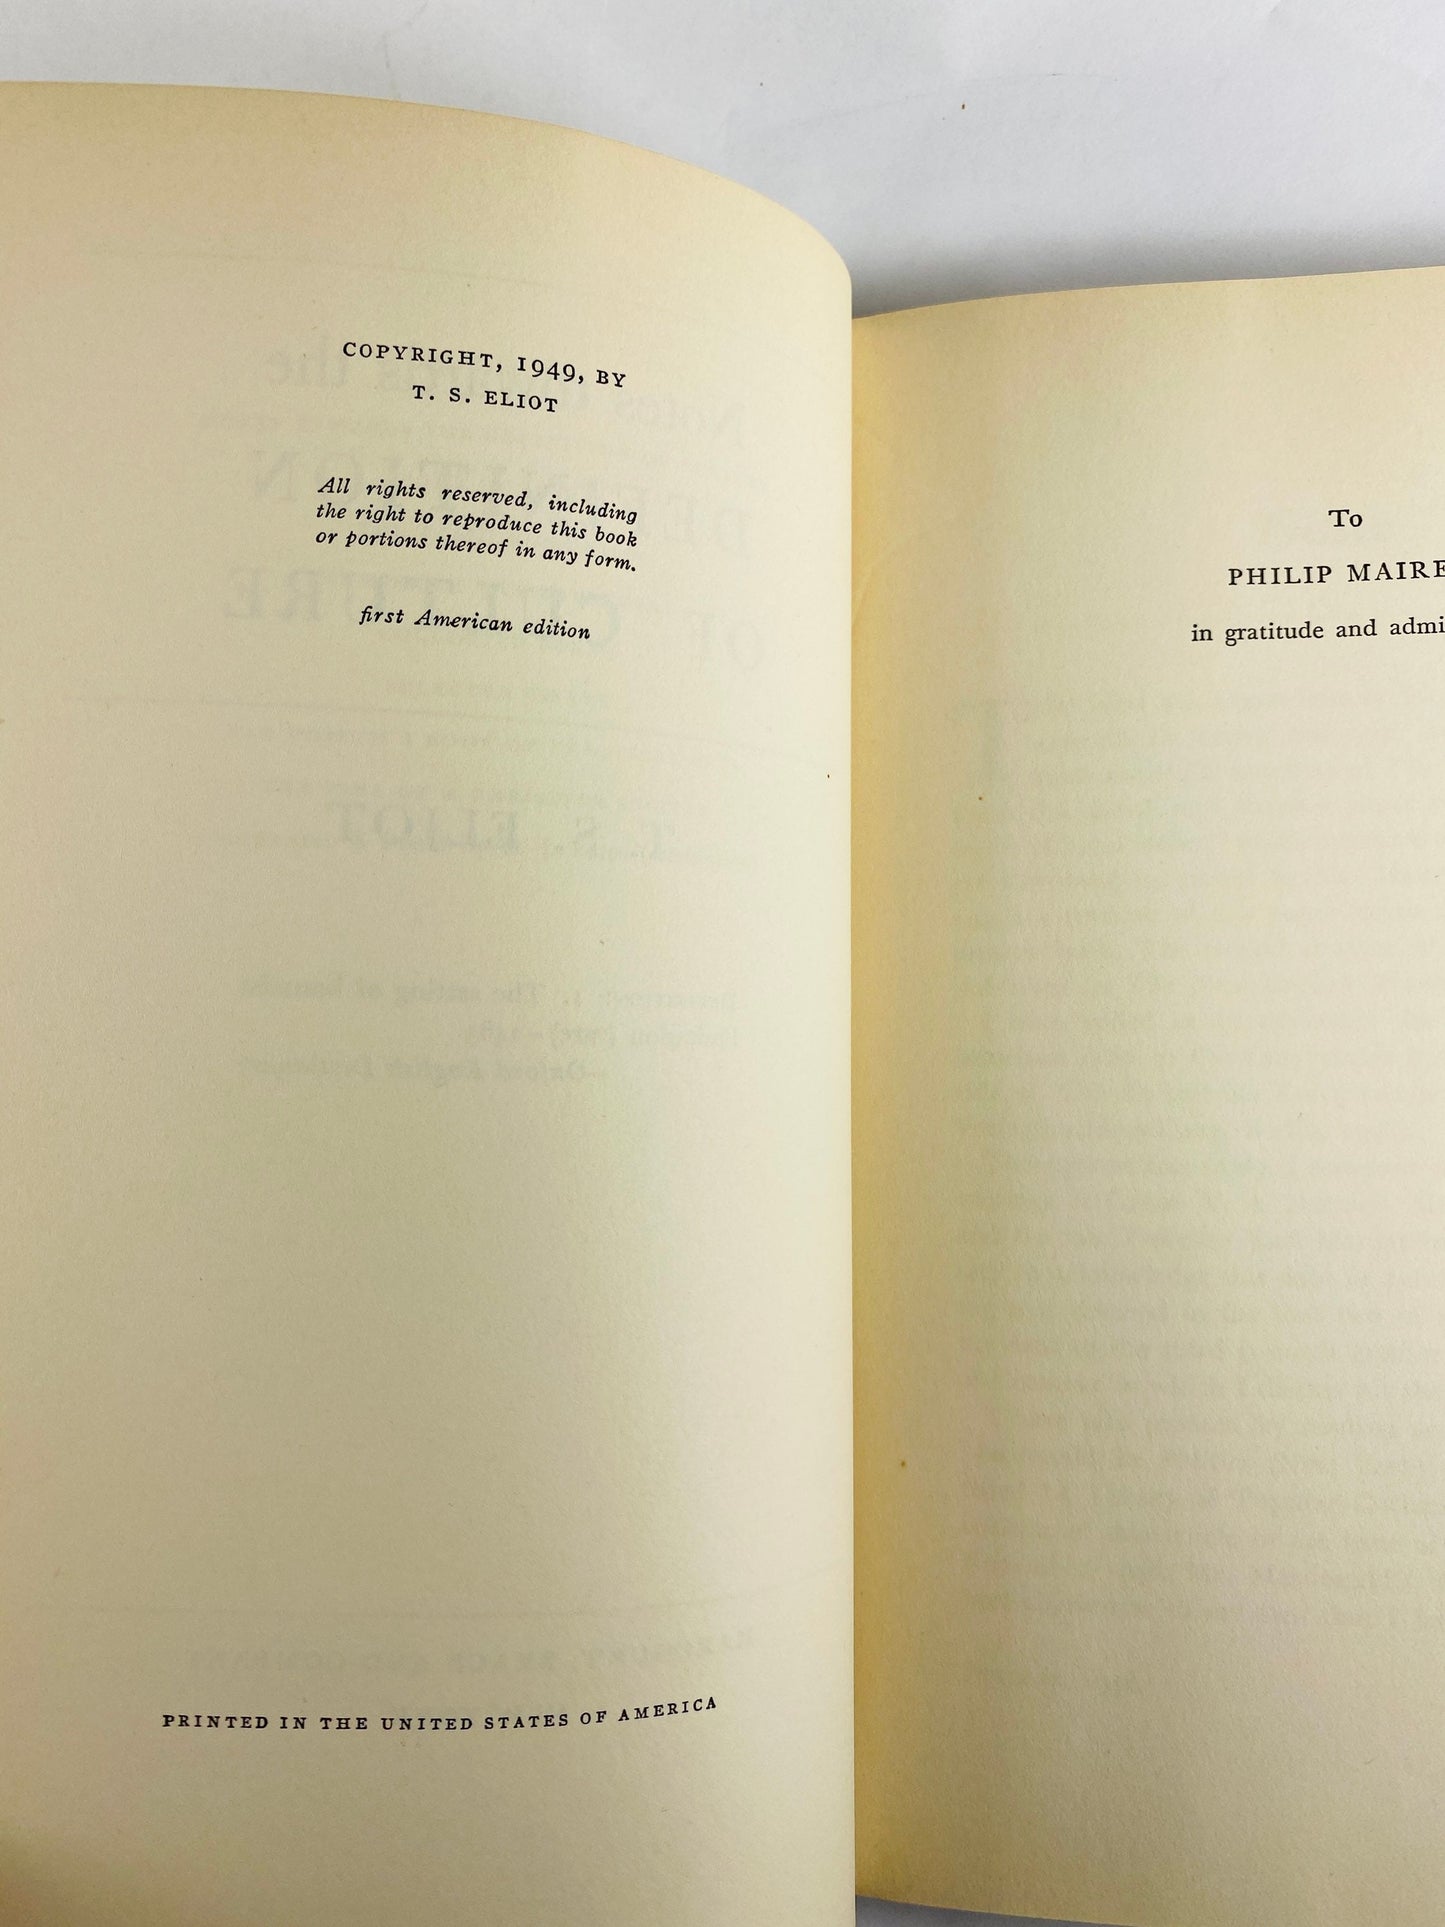 COPYRIGHT, 1949, BY
T. S. ELIOT
All rights reserved, including
the right to reproduce this book
or portions thereof in any form.
first American edition
PRINTED IN THE UNITED STATES OF AMERICA
To
PHILIP MAIRE
in gratitude and admi